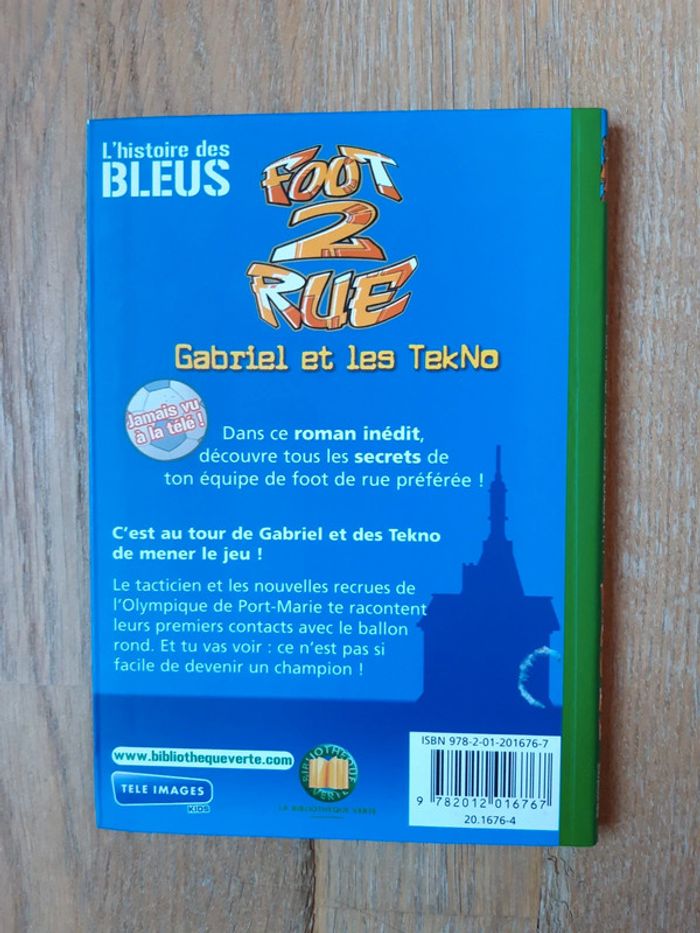 L'histoire des
BLEUS
FOOT
2
RUE
Gabriel et les TekNo
Jamais vu
à la télé !
Dans ce roman inédit,
découvre tous les secrets de
ton équipe de foot de rue préférée !
C'est au tour de Gabriel et des Tekno
de mener le jeu !
Le tacticien et les nouvelles recrues de
l'Olympique de Port-Marie te racontent
leurs premiers contacts avec le ballon
rond. Et tu vas voir : ce n'est pas si
facile de devenir un champion !
www.bibliothequeverte.com
TELE IMAGES
KIDS
BIBLIOTHEQUE
VERTE
LA BIBLIOTHEQUE VERTE
ISBN 978-2-01-201676-7
9 782012 016767
20.1676-4